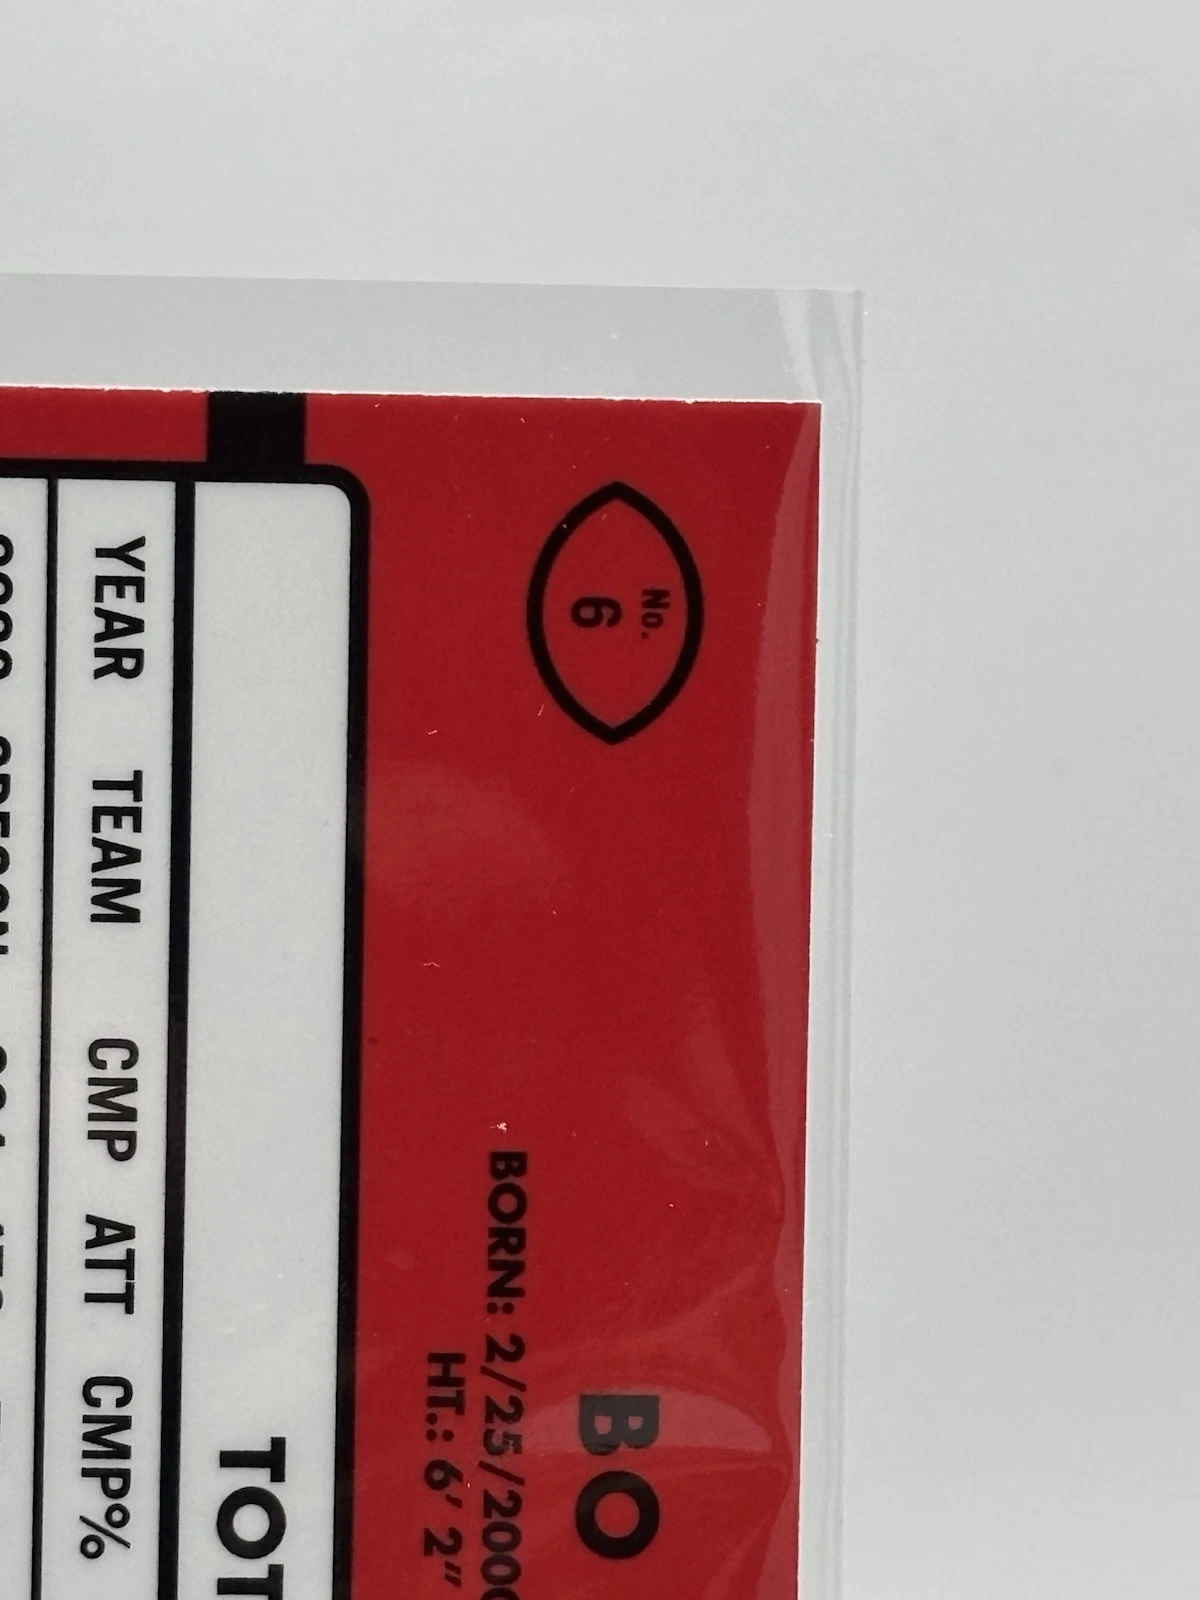 No.
6
BO
BORN: 2/25/200
HT.: 6' 2"
TOT
YEAR TEAM CMP ATT CMP%